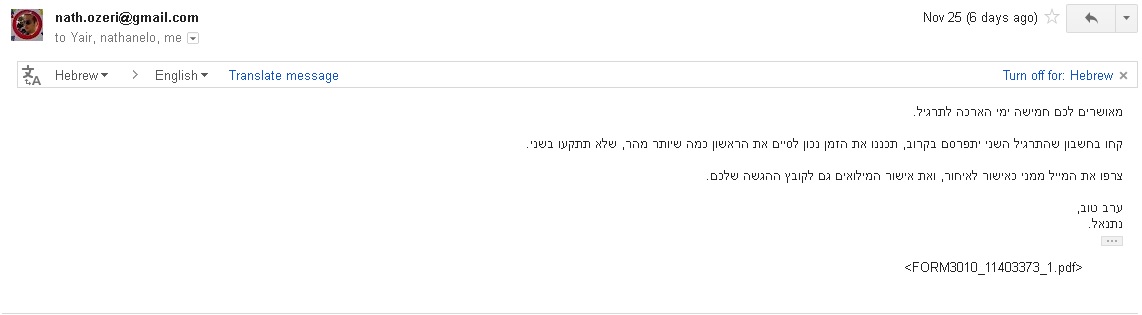 nath.ozeri@gmail.com
Nov 25 (6 days ago)
to Yair, nathanelo, me
Hebrew > English Translate message Turn off for: Hebrew ×
מאושרים לכם חמישה ימי הארכה לתרגיל.
קחו בחשבון שהתרגיל השני יתפרסם בקרוב, תכננו את הזמן נכון לסיים את הראשון כמה שיותר מהר, שלא תתקעו בשני.
צרפו את המייל ממני כאישור לאיחור, ואת אישור המילואים גם לקובץ ההגשה שלכם.
ערב טוב,
נתנאל.
<FORM3010_11403373_1.pdf>